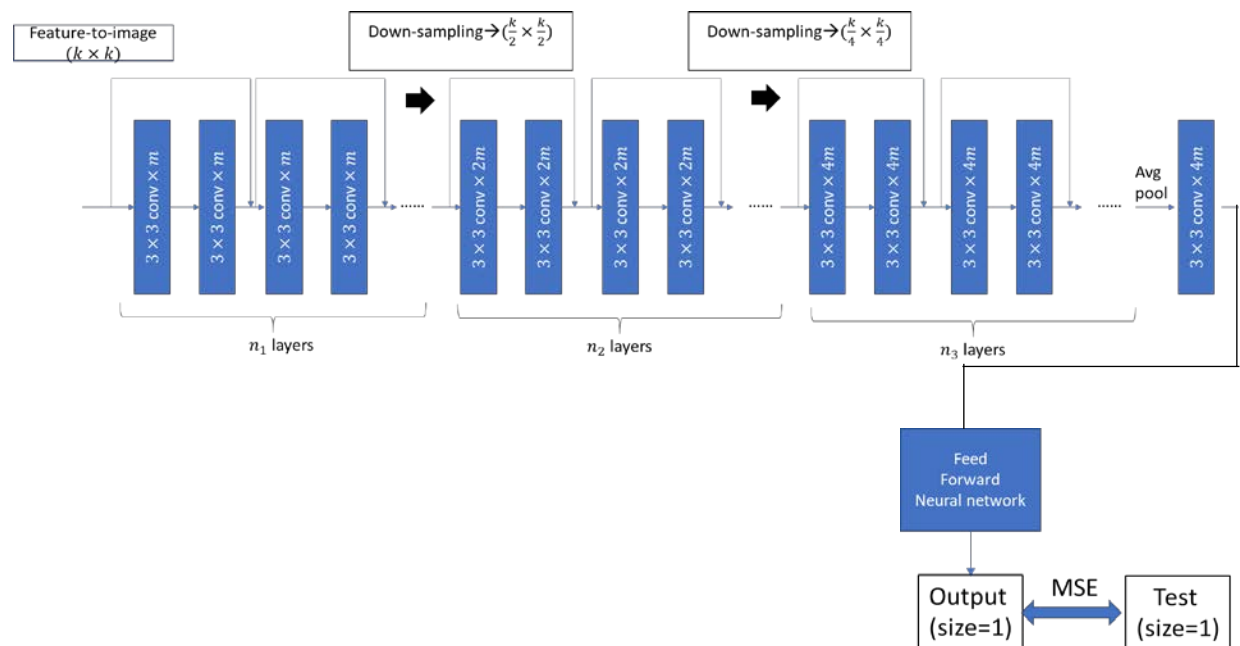 Feature-to-image
(k × k)
Down-sampling→(k/2 × k/2)
Down-sampling→(k/4 × k/4)
3 × 3 conv × m
3 × 3 conv × m
3 × 3 conv × m
3 × 3 conv × m
......
3 × 3 conv × 2m
3 × 3 conv × 2m
3 × 3 conv × 2m
3 × 3 conv × 2m
......
3 × 3 conv × 4m
3 × 3 conv × 4m
3 × 3 conv × 4m
3 × 3 conv × 4m
......
Avg
pool
3 × 3 conv × 4m
n₁ layers
n₂ layers
n₃ layers
Feed
Forward
Neural network
Output
(size=1)
MSE
Test
(size=1)